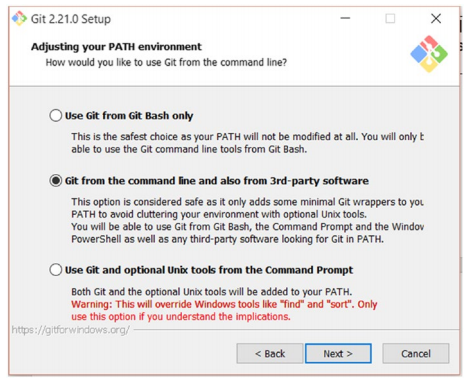 Git 2.21.0 Setup
Adjusting your PATH environment
How would you like to use Git from the command line?
Use Git from Git Bash only
This is the safest choice as your PATH will not be modified at all. You will only b
able to use the Git command line tools from Git Bash.
Git from the command line and also from 3rd-party software
This option is considered safe as it only adds some minimal Git wrappers to you
PATH to avoid cluttering your environment with optional Unix tools.
You will be able to use Git from Git Bash, the Command Prompt and the Window
PowerShell as well as any third-party software looking for Git in PATH.
Use Git and optional Unix tools from the Command Prompt
Both Git and the optional Unix tools will be added to your PATH.
Warning: This will override Windows tools like "find" and "sort". Only
use this option if you understand the implications.
https://gitforwindows.org/
< Back Next > Cancel